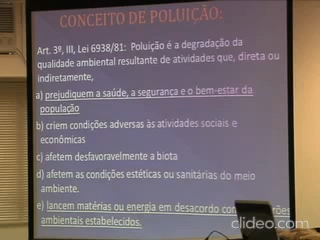 CONCEITO DE POLUIÇÃO:
Art. 3º, III, Lei 6938/81: Poluição é a degradação da
qualidade ambiental resultante de atividades que, direta ou
indiretamente,
a) prejudiquem a saúde, a segurança e o bem-estar da
população
b) criem condições adversas às atividades sociais e
econômicas
c) afetem desfavoravelmente a biota
d) afetem as condições estéticas ou sanitárias do meio
ambiente.
e) lancem matérias ou energia em desacordo com
ambientais estabelecidos.
clideo.com